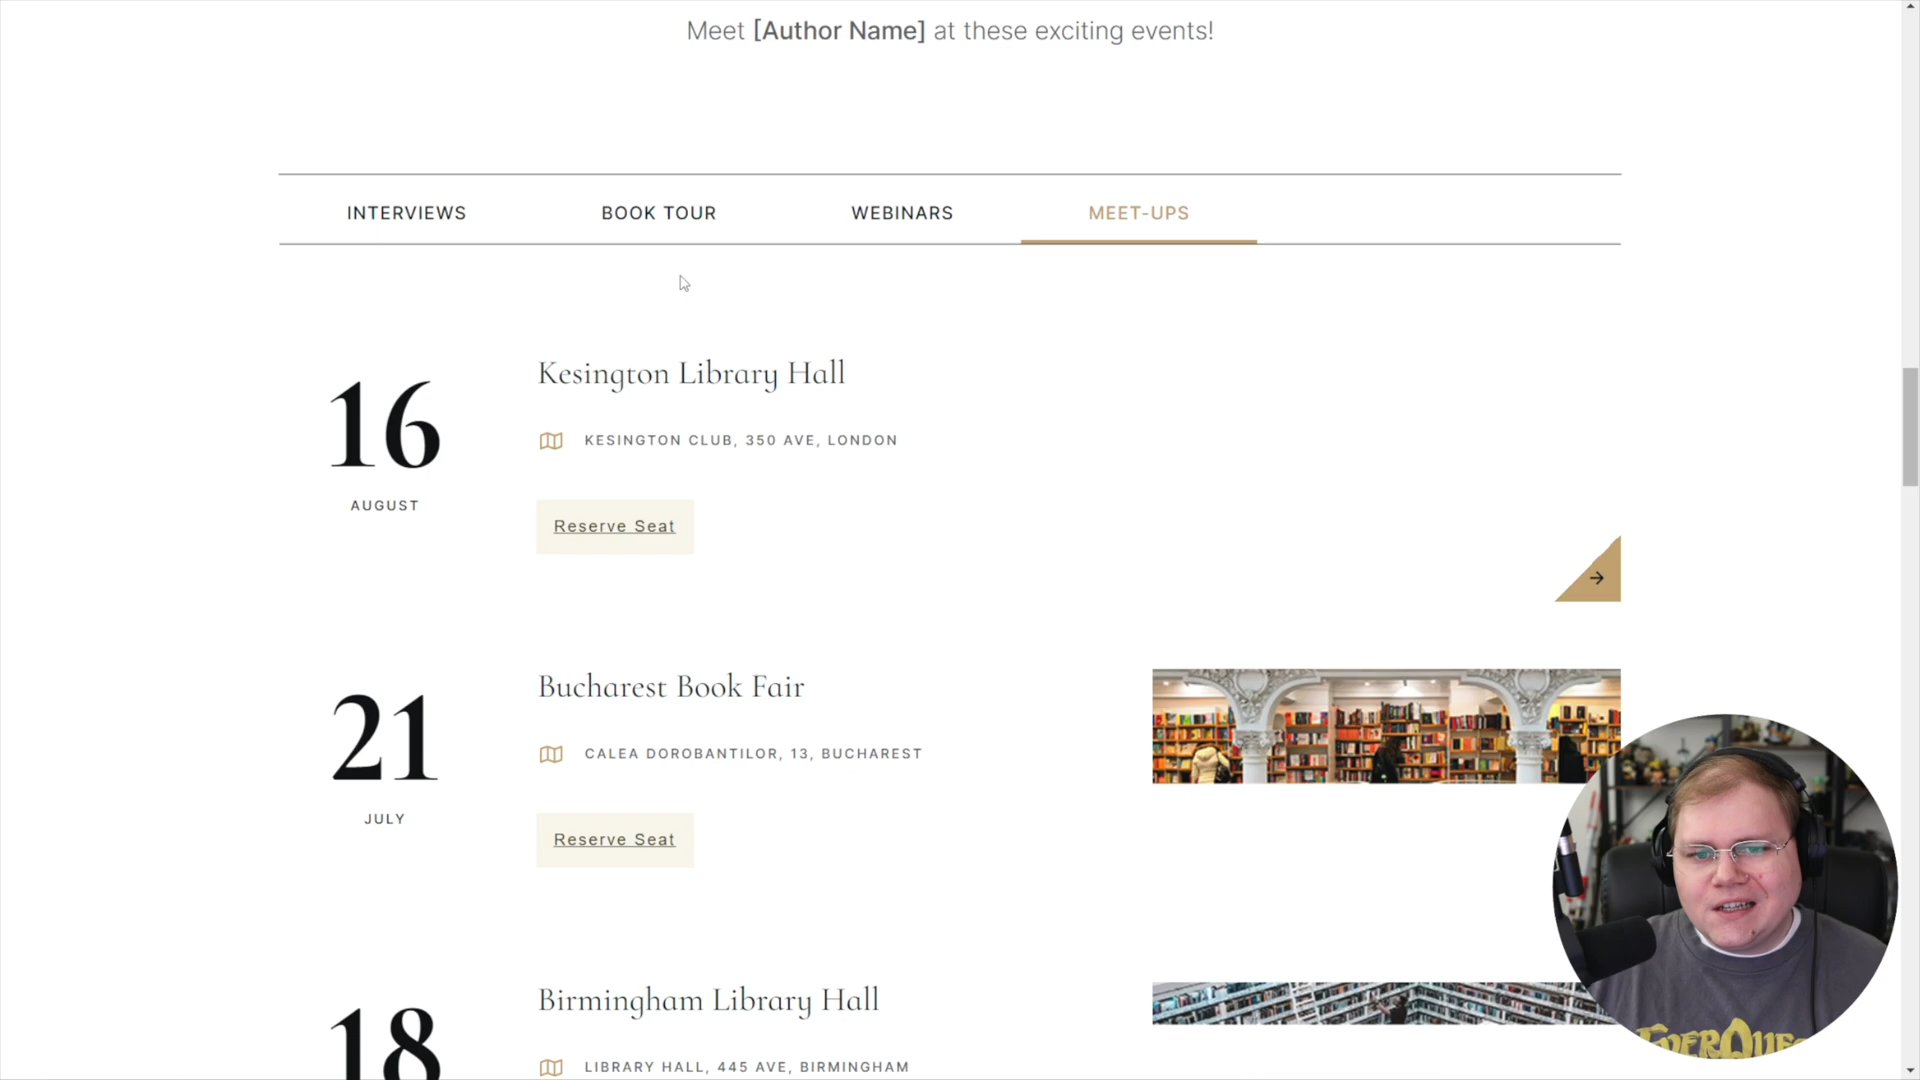 Meet [Author Name] at these exciting events!
INTERVIEWS BOOK TOUR WEBINARS MEET-UPS
16
AUGUST
Kesington Library Hall
KESINGTON CLUB, 350 AVE, LONDON
Reserve Seat
21
JULY
Bucharest Book Fair
CALEA DOROBANTILOR, 13, BUCHAREST
Reserve Seat
18
Birmingham Library Hall
LIBRARY HALL, 445 AVE, BIRMINGHAM